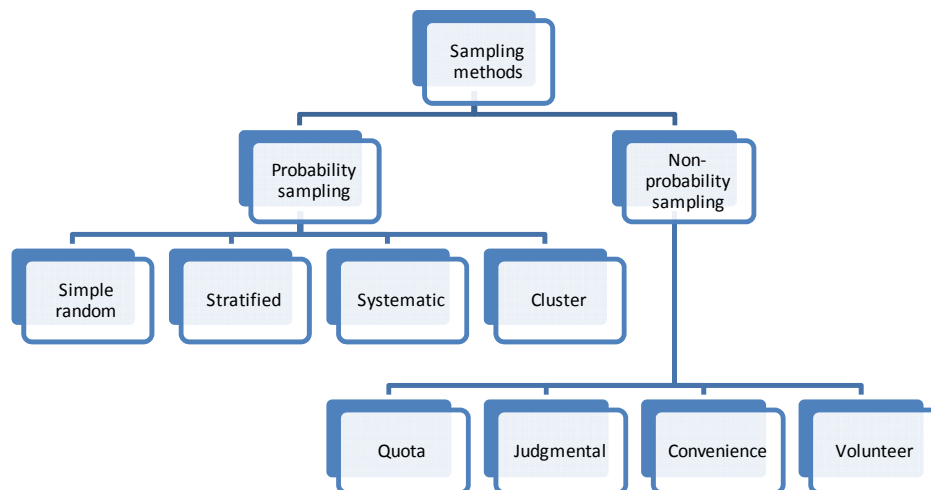 Sampling
methods
Probability
sampling
Non-
probability
sampling
Simple
random
Stratified
Systematic
Cluster
Quota
Judgmental
Convenience
Volunteer